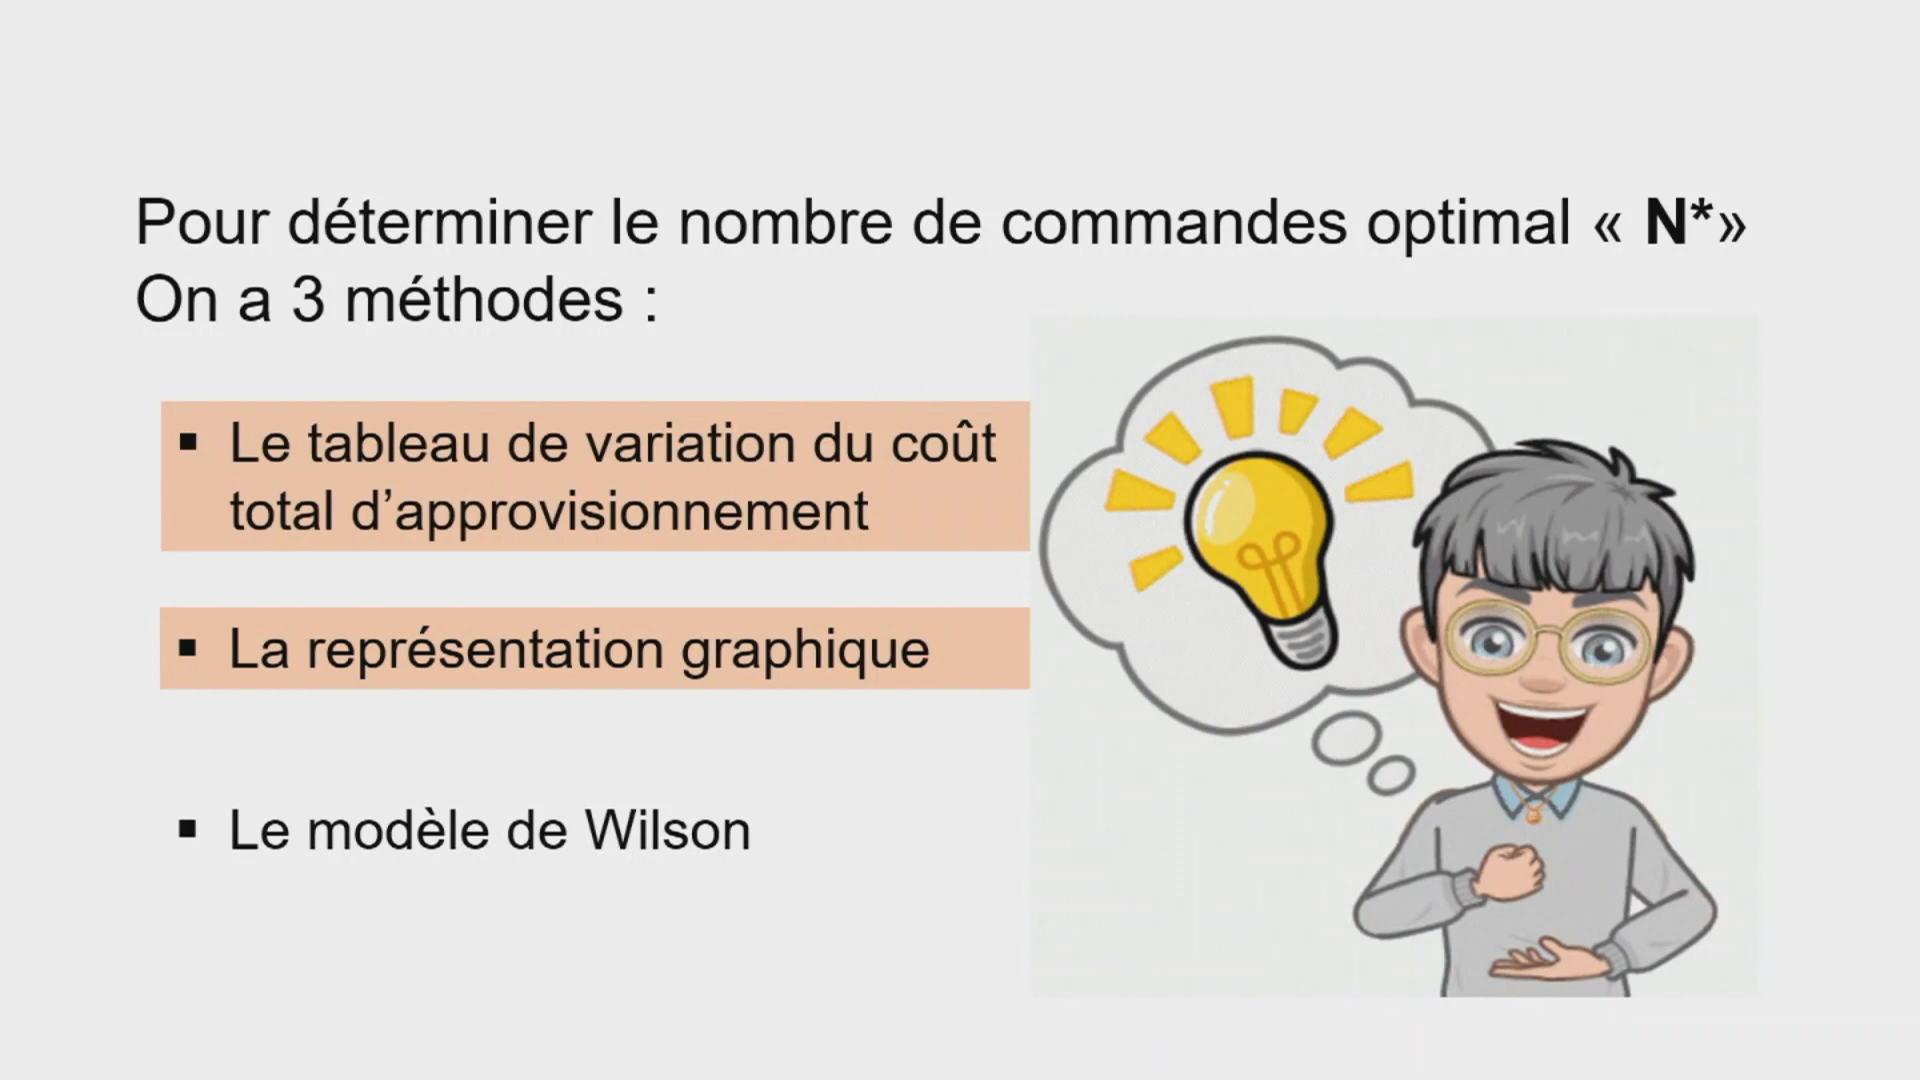 Pour déterminer le nombre de commandes optimal « N*»
On a 3 méthodes :
▪ Le tableau de variation du coût
total d’approvisionnement
▪ La représentation graphique
▪ Le modèle de Wilson